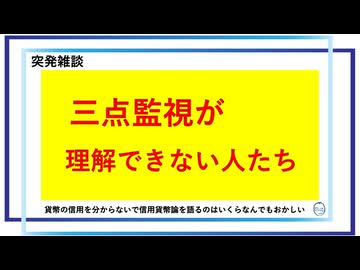 突発雑談
三点監視が
理解できない人たち
貨幣の信用を分からないで信用貨幣論を語るのはいくらなんでもおかしい